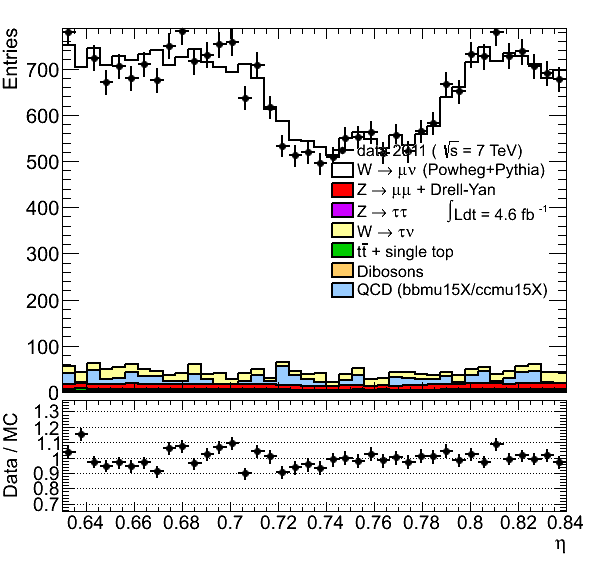 Entries
700
600
500
400
300
200
100
0
data 2011 ( √s = 7 TeV)
W → μν (Powheg+Pythia)
Z → μμ + Drell-Yan
Z → ττ
∫Ldt = 4.6 fb⁻¹
W → τν
tt̄ + single top
Dibosons
QCD (bbmu15X/ccmu15X)
Data / MC
1.3
1.2
1.1
1
0.9
0.8
0.7
0.64 0.66 0.68 0.7 0.72 0.74 0.76 0.78 0.8 0.82 0.84
η